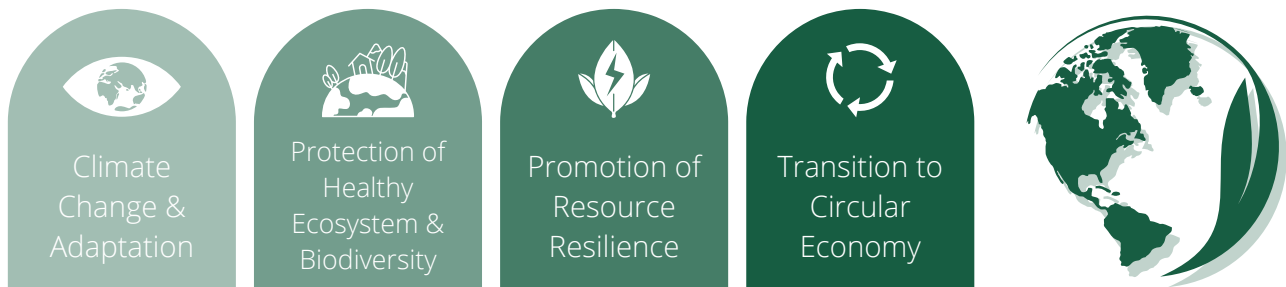 Climate
Change &
Adaptation
Protection of
Healthy
Ecosystem &
Biodiversity
Promotion of
Resource
Resilience
Transition to
Circular
Economy